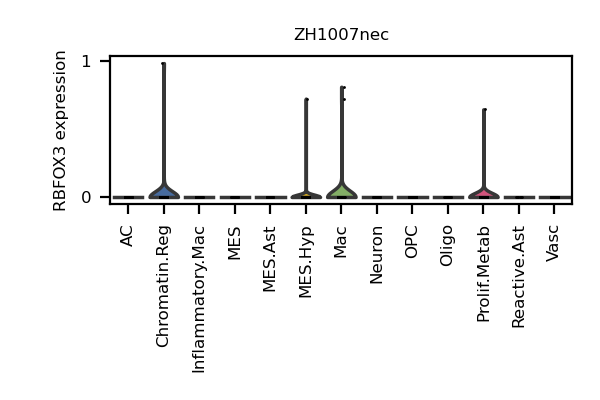 ZH1007nec
RBFOX3 expression
1
0
AC
Chromatin.Reg
Inflammatory.Mac
MES
MES.Ast
MES.Hyp
Mac
Neuron
OPC
Oligo
Prolif.Metab
Reactive.Ast
Vasc